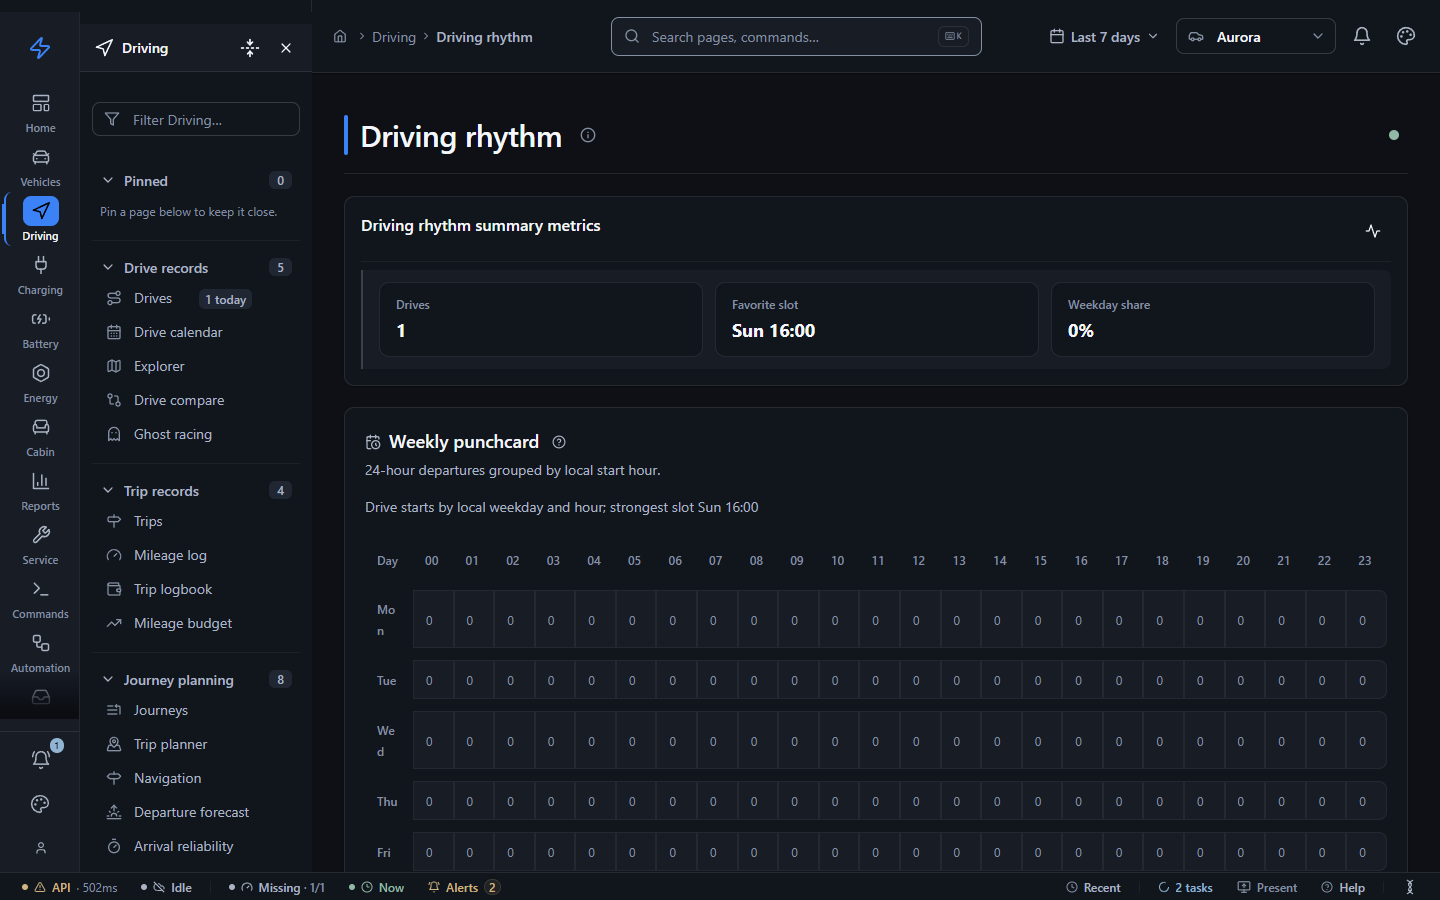 Driving
Driving
Driving rhythm
Search pages, commands...
K
Last 7 days
Aurora
Home
Vehicles
Driving
Charging
Battery
Energy
Cabin
Reports
Service
Commands
Automation
1
Filter Driving...
Pinned
0
Pin a page below to keep it close.
Drive records
5
Drives
1 today
Drive calendar
Explorer
Drive compare
Ghost racing
Trip records
4
Trips
Mileage log
Trip logbook
Mileage budget
Journey planning
8
Journeys
Trip planner
Navigation
Departure forecast
Arrival reliability
Driving rhythm
Driving rhythm summary metrics
Drives
1
Favorite slot
Sun 16:00
Weekday share
0%
Weekly punchcard
24-hour departures grouped by local start hour.
Drive starts by local weekday and hour; strongest slot Sun 16:00
Day 00 01 02 03 04 05 06 07 08 09 10 11 12 13 14 15 16 17 18 19 20 21 22 23
Mo
n
0 0 0 0 0 0 0 0 0 0 0 0 0 0 0 0 0 0 0 0 0 0 0 0
Tue 0 0 0 0 0 0 0 0 0 0 0 0 0 0 0 0 0 0 0 0 0 0 0 0
We
d
0 0 0 0 0 0 0 0 0 0 0 0 0 0 0 0 0 0 0 0 0 0 0 0
Thu 0 0 0 0 0 0 0 0 0 0 0 0 0 0 0 0 0 0 0 0 0 0 0 0
Fri 0 0 0 0 0 0 0 0 0 0 0 0 0 0 0 0 0 0 0 0 0 0 0 0
API · 502ms
Idle
Missing · 1/1
Now
Alerts 2
Recent
2 tasks
Present
Help